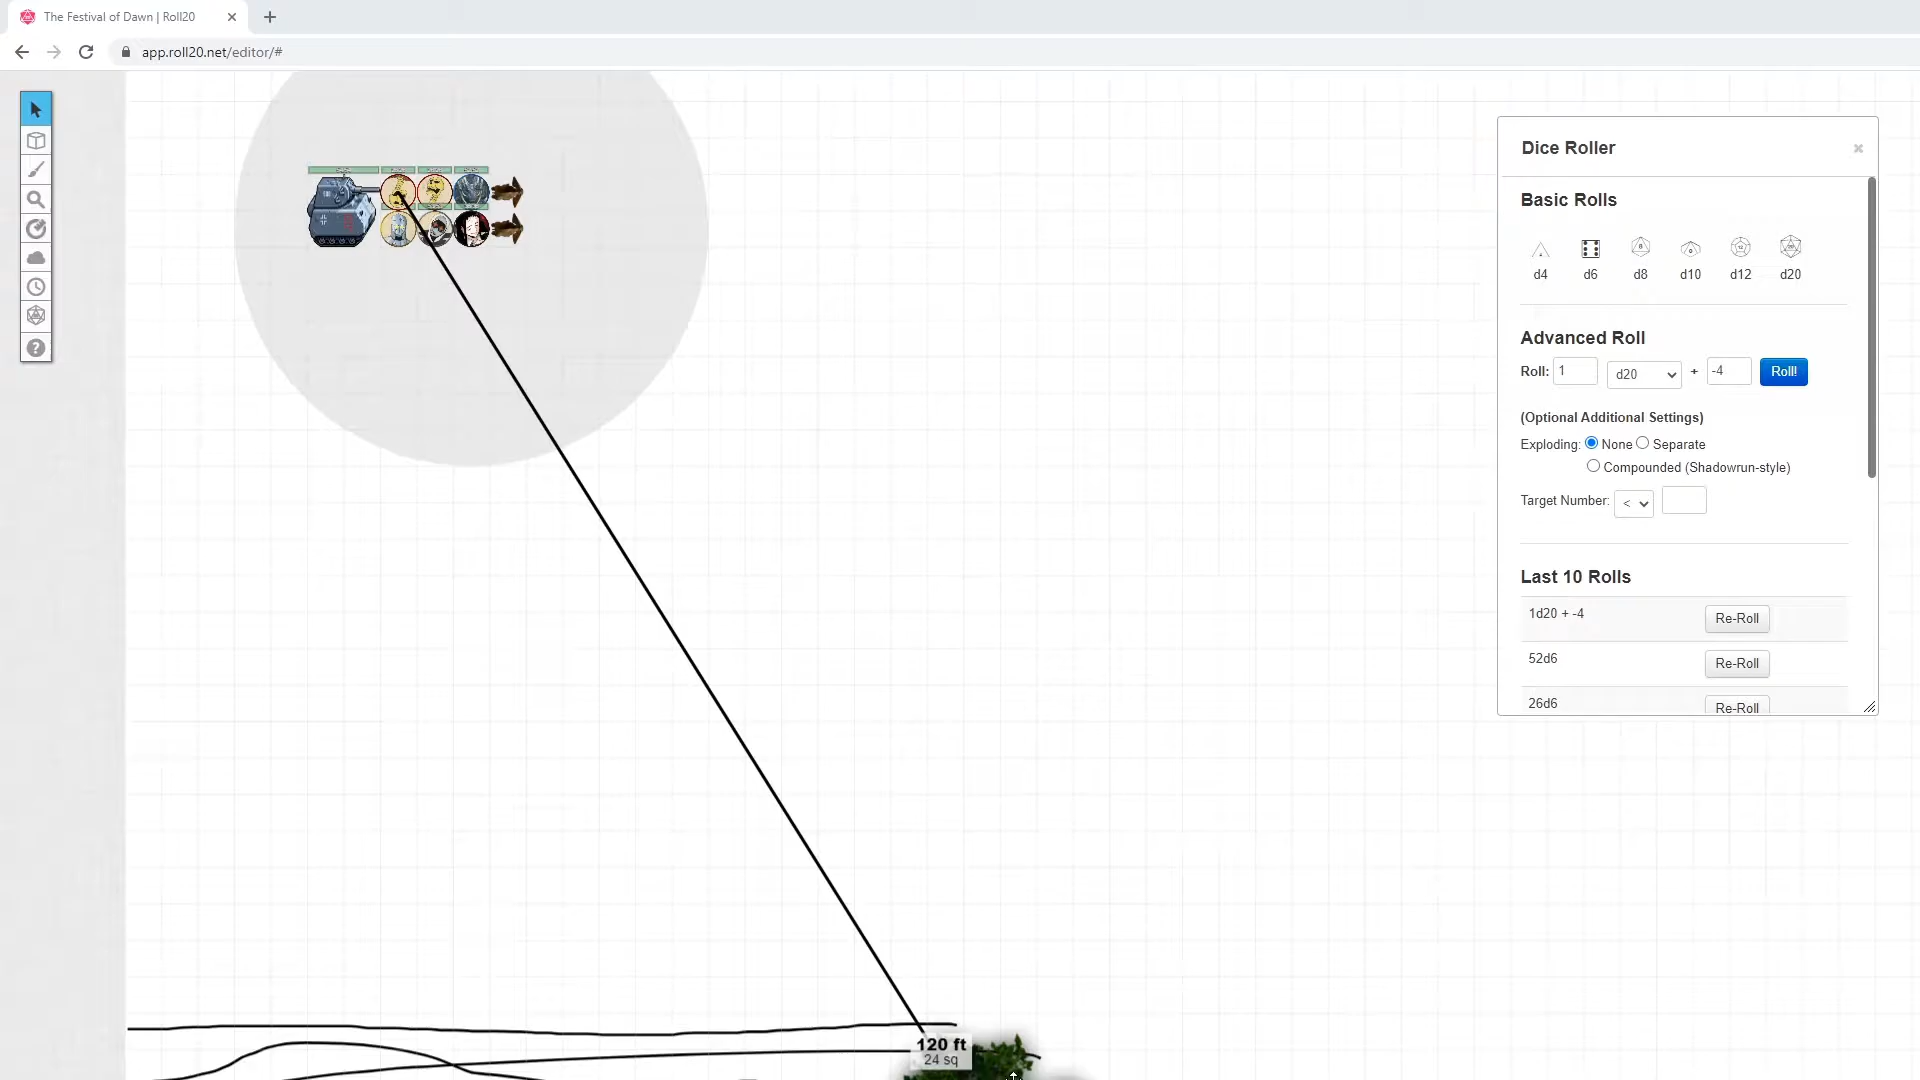 The Festival of Dawn | Roll20
app.roll20.net/editor/#
Dice Roller
Basic Rolls
d4 d6 d8 d10 d12 d20
Advanced Roll
Roll: 1 d20 + -4 Roll!
(Optional Additional Settings)
Exploding: None Separate
Compounded (Shadowrun-style)
Target Number: <
Last 10 Rolls
1d20 + -4 Re-Roll
52d6 Re-Roll
26d6 Re-Roll
120 ft
24 sq